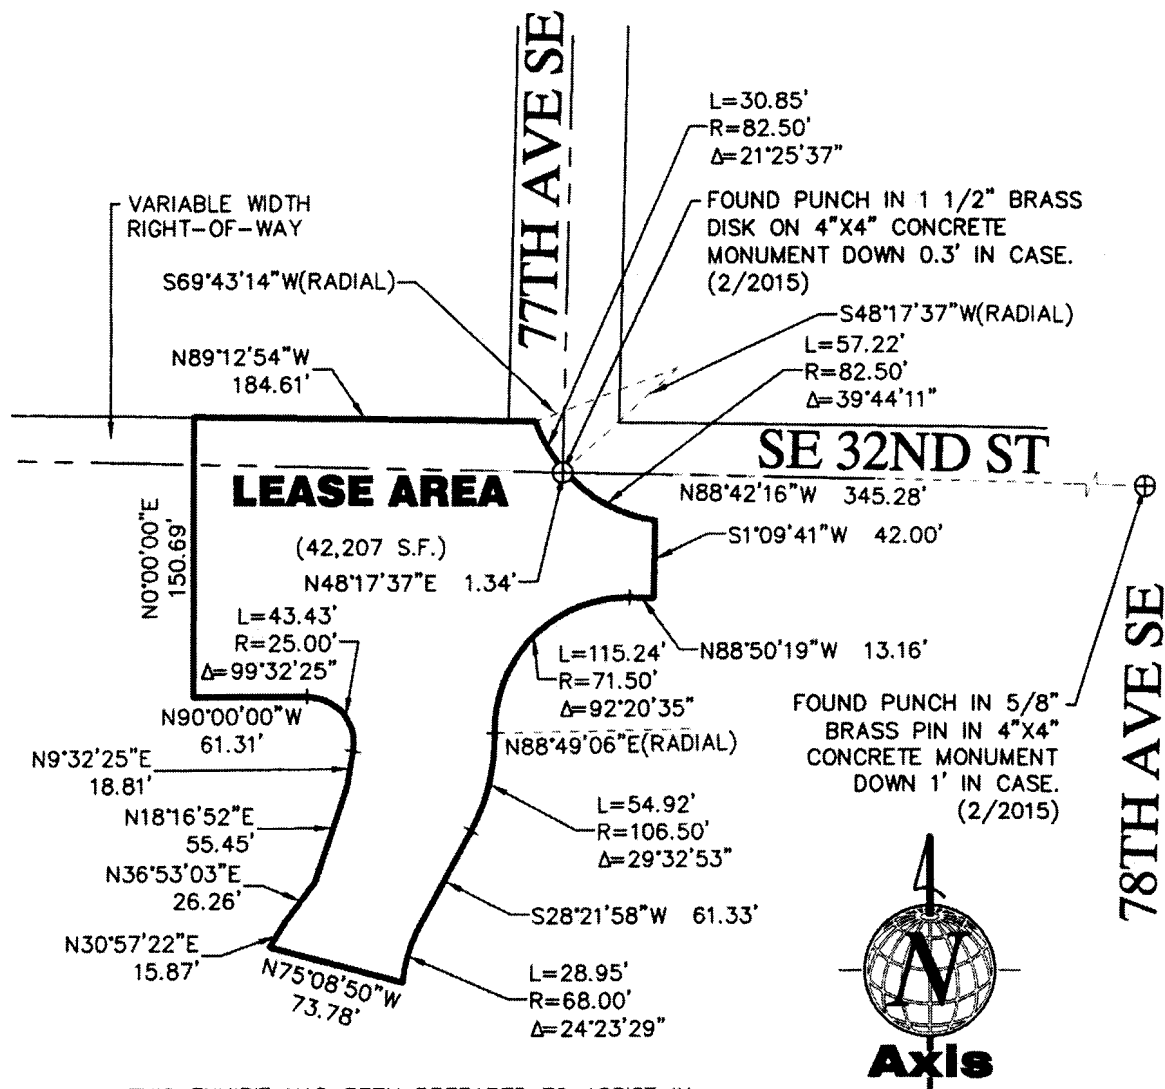 77TH AVE SE
L=30.85'
R=82.50'
Δ=21°25'37"
VARIABLE WIDTH
RIGHT-OF-WAY
FOUND PUNCH IN 1 1/2" BRASS
DISK ON 4"X4" CONCRETE
MONUMENT DOWN 0.3' IN CASE.
(2/2015)
S69°43'14"W(RADIAL)
S48°17'37"W(RADIAL)
L=57.22'
R=82.50'
Δ=39°44'11"
N89°12'54"W
184.61'
SE 32ND ST
LEASE AREA
N88°42'16"W 345.28'
(42,207 S.F.)
S1°09'41"W 42.00'
N0°00'00"E
150.69'
N48°17'37"E 1.34'
L=43.43'
R=25.00'
Δ=99°32'25"
L=115.24'
R=71.50'
Δ=92°20'35"
N88°50'19"W 13.16'
N90°00'00"W
61.31'
N88°49'06"E(RADIAL)
FOUND PUNCH IN 5/8"
BRASS PIN IN 4"X4"
CONCRETE MONUMENT
DOWN 1' IN CASE.
(2/2015)
78TH AVE SE
N9°32'25"E
18.81'
N18°16'52"E
55.45'
L=54.92'
R=106.50'
Δ=29°32'53"
N36°53'03"E
26.26'
S28°21'58"W 61.33'
N30°57'22"E
15.87'
N75°08'50"W
73.78'
L=28.95'
R=68.00'
Δ=24°23'29"
N
Axis